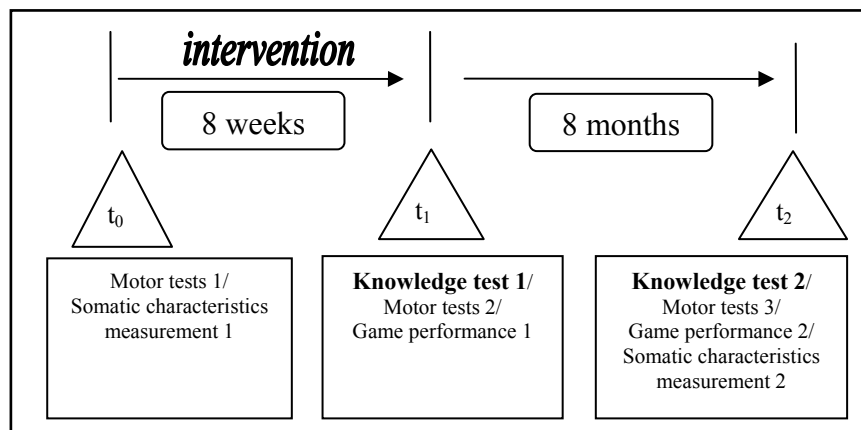 intervention
8 weeks
8 months
t0
t1
t2
Motor tests 1/
Somatic characteristics
measurement 1
Knowledge test 1/
Motor tests 2/
Game performance 1
Knowledge test 2/
Motor tests 3/
Game performance 2/
Somatic characteristics
measurement 2